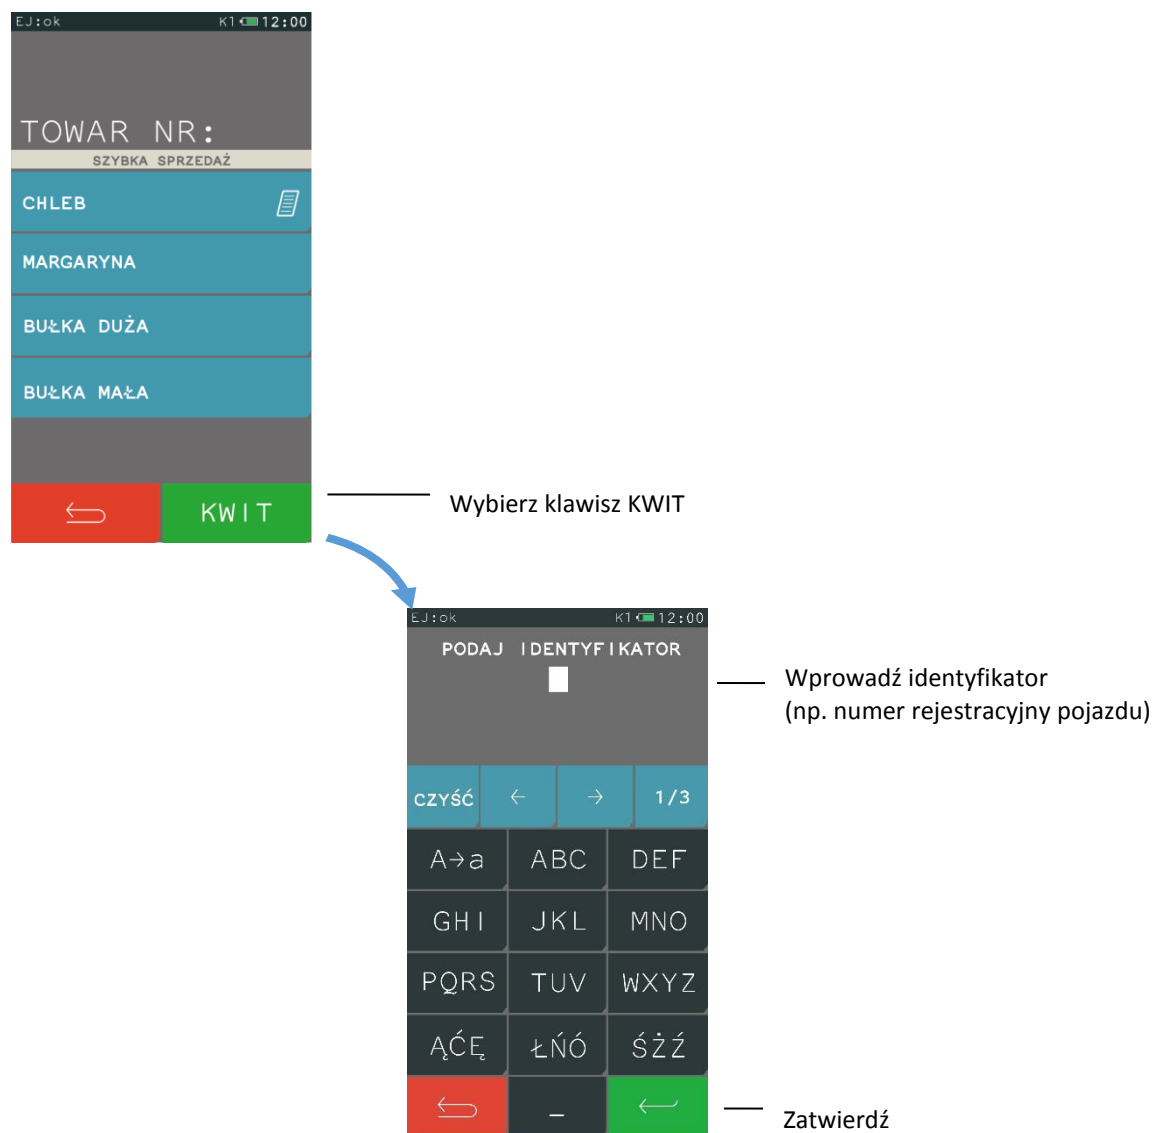 EJ:ok K1 12:00
TOWAR NR:
SZYBKA SPRZEDAŻ
CHLEB
MARGARYNA
BUŁKA DUŻA
BUŁKA MAŁA
KWIT
Wybierz klawisz KWIT
EJ:ok K1 12:00
PODAJ IDENTYFIKATOR
Wprowadź identyfikator
(np. numer rejestracyjny pojazdu)
CZYŚĆ ← → 1/3
A→a ABC DEF
GHI JKL MNO
PQRS TUV WXYZ
ĄĆĘ ŁŃÓ ŚŻŹ
_
Zatwierdź